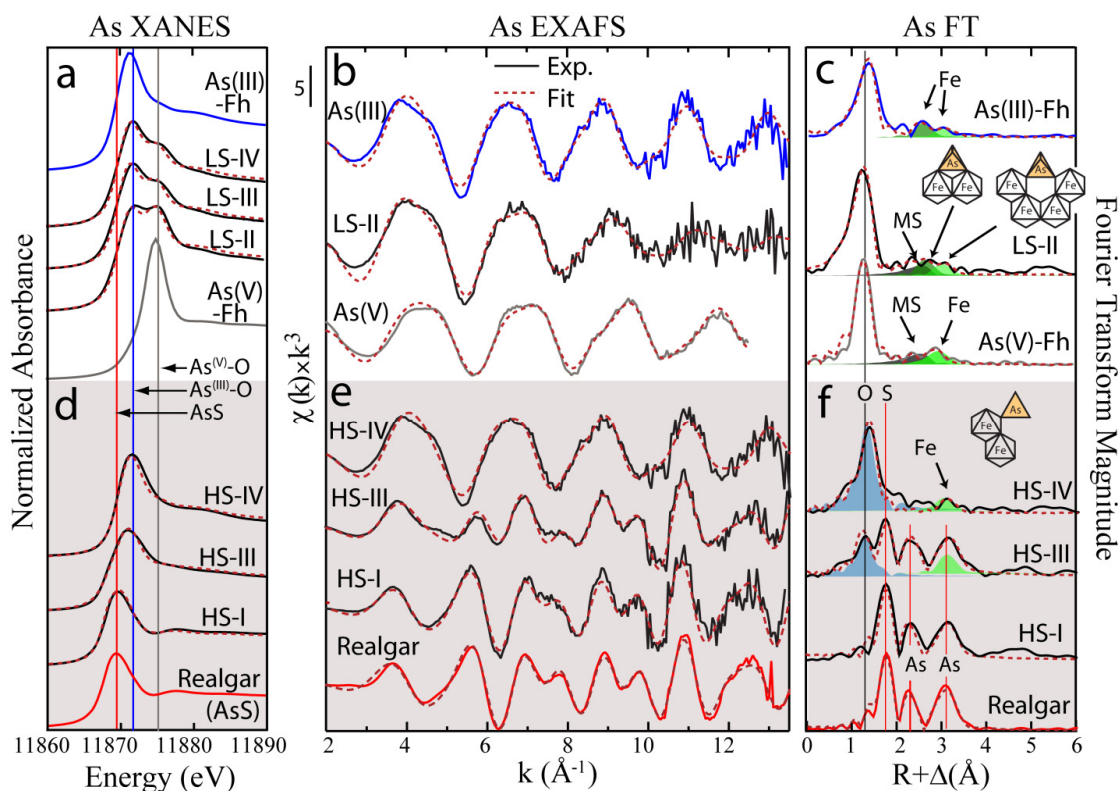 As XANES
As EXAFS
As FT
Normalized Absorbance
a
As(III)
-Fh
LS-IV
LS-III
LS-II
As(V)
-Fh
As(V)-O
As(III)-O
AsS
d
HS-IV
HS-III
HS-I
Realgar
(AsS)
11860 11870 11880 11890
Energy (eV)
χ(k)×k³
5
b
Exp.
Fit
As(III)
LS-II
As(V)
e
HS-IV
HS-III
HS-I
Realgar
2 4 6 8 10 12
k (Å⁻¹)
c
Fe
As(III)-Fh
As
Fe Fe
As
Fe Fe
Fe Fe
MS
LS-II
MS Fe
As(V)-Fh
O S
f
As
Fe
Fe
Fe
HS-IV
HS-III
HS-I
As As
Realgar
0 1 2 3 4 5 6
R+Δ(Å)
Fourier Transform Magnitude